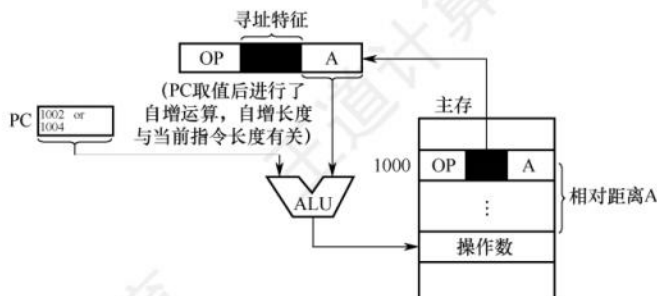 寻址特征
OP
A
(PC取值后进行了
自增运算，自增长度
与当前指令长度有关)
PC
1002 or
1004
主存
1000
OP
A
⋮
相对距离A
ALU
操作数